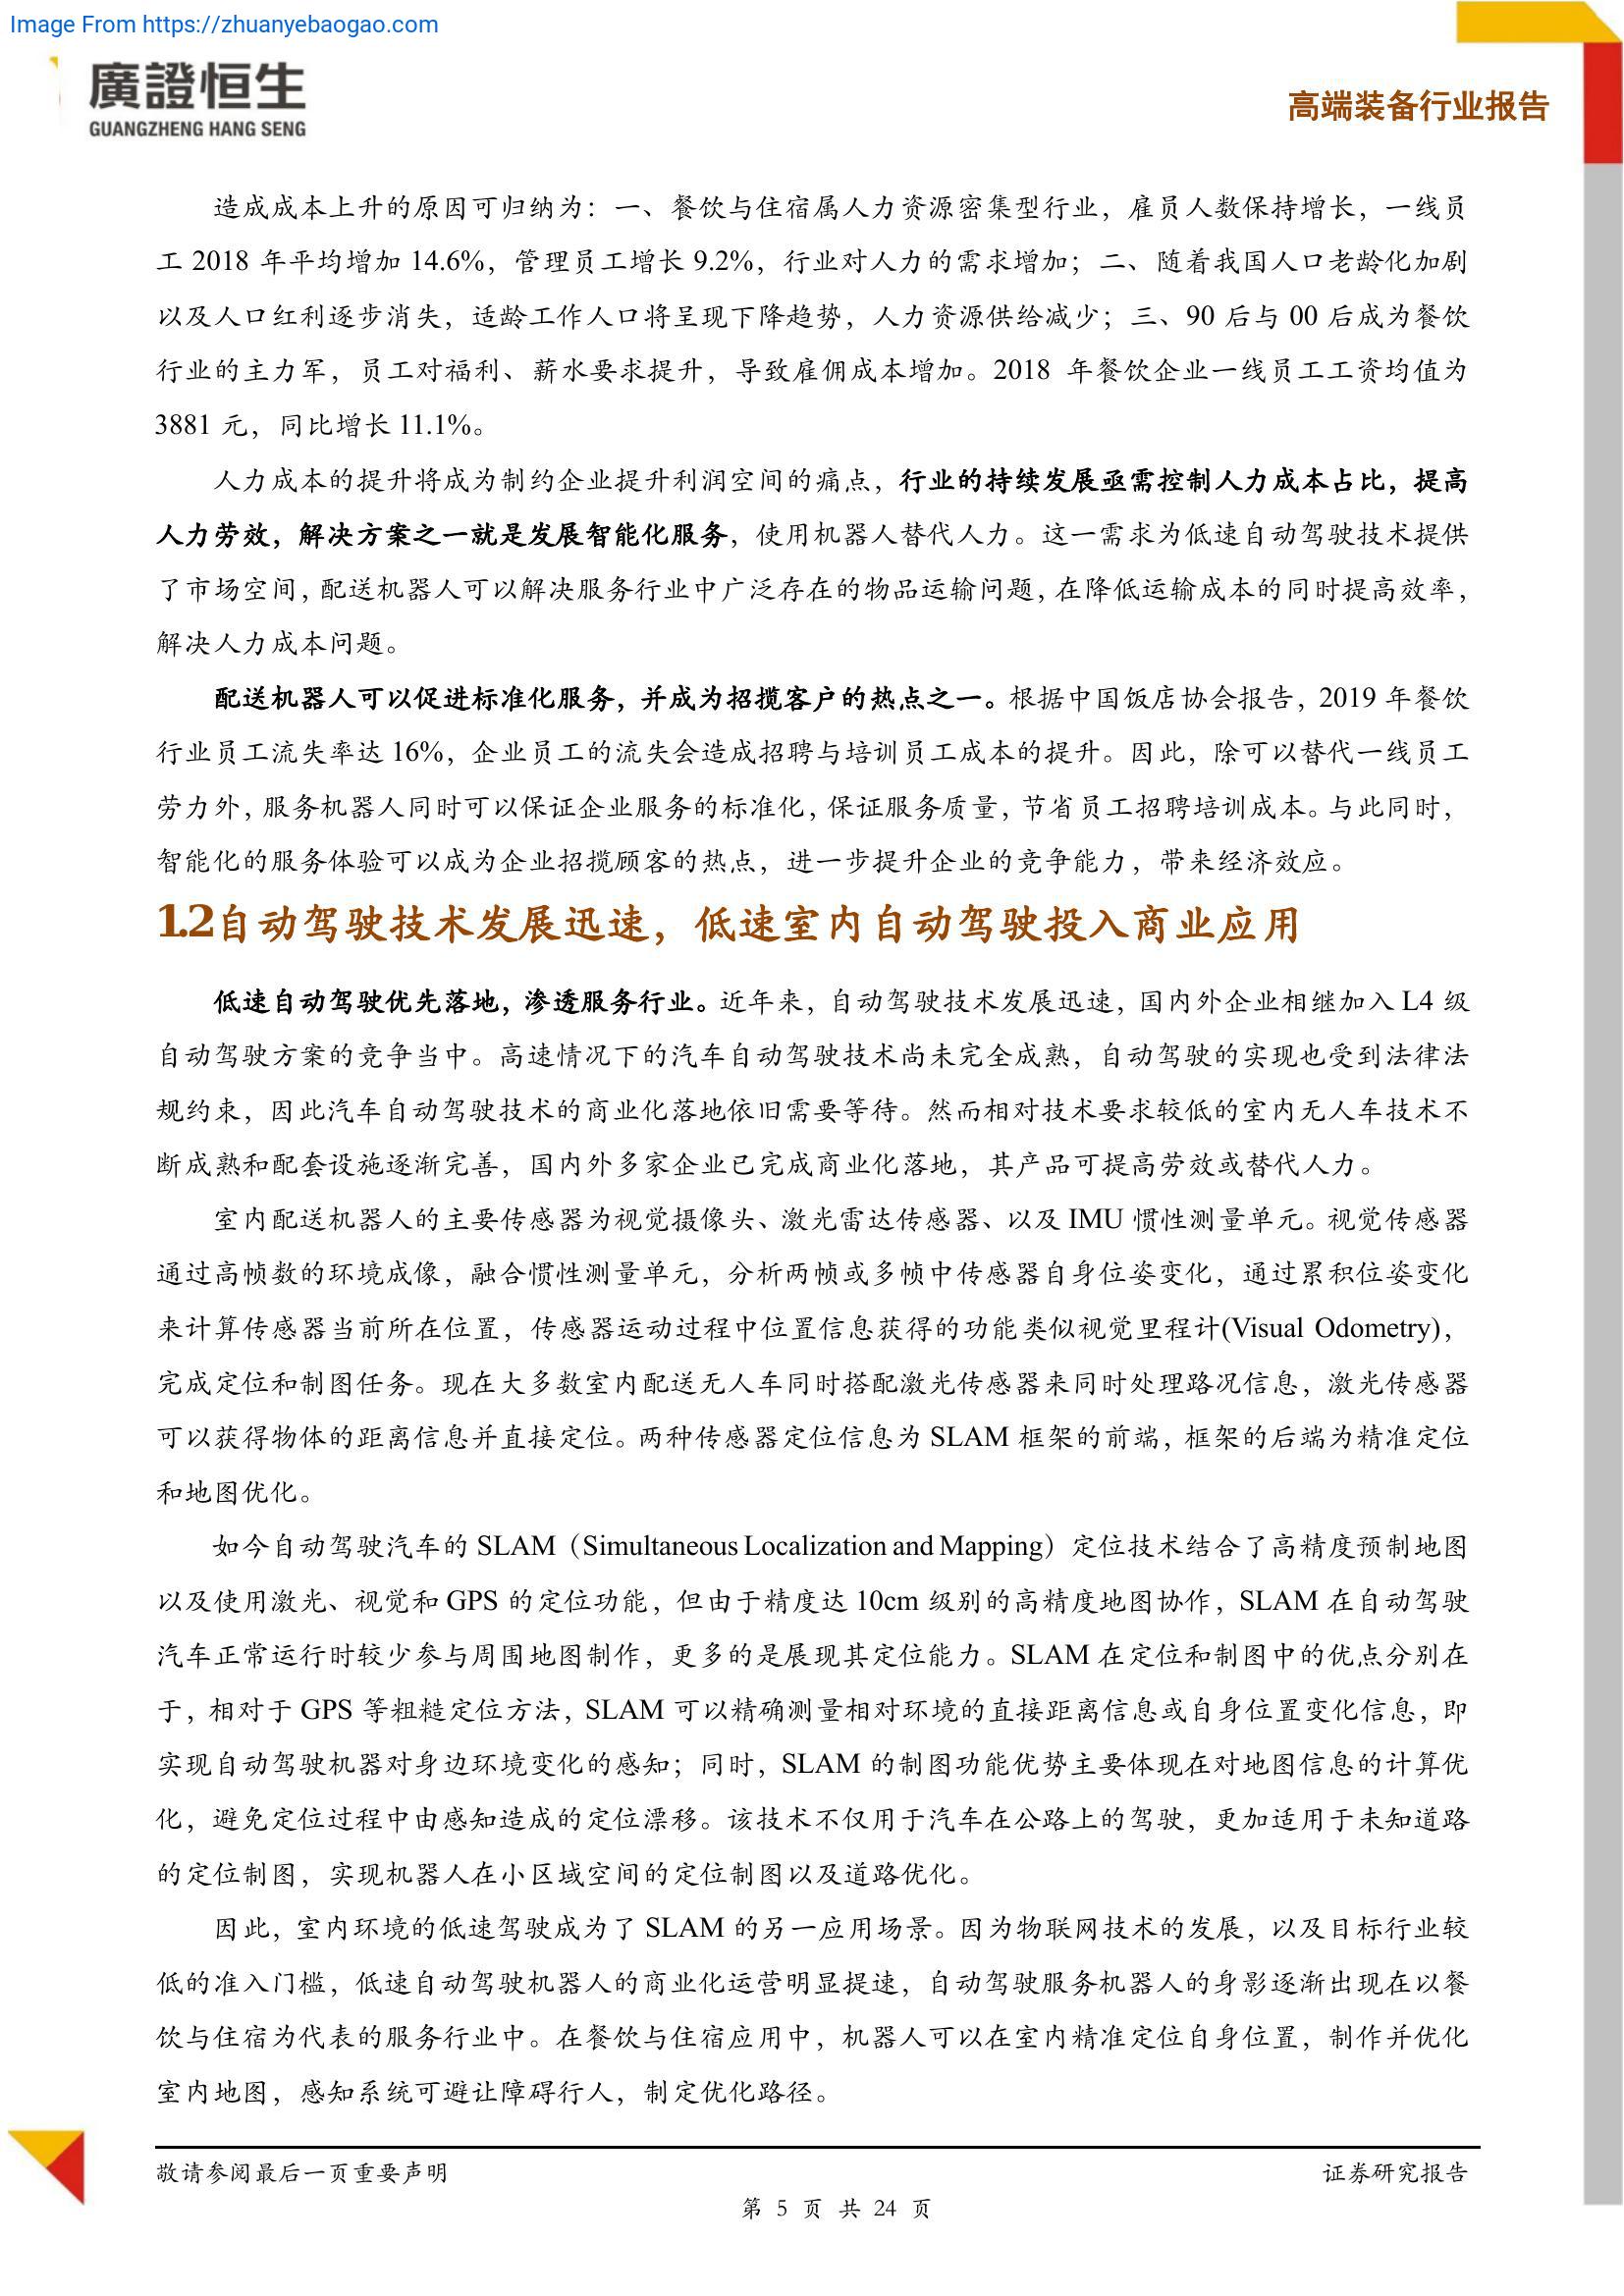 Image From https://zhuanyebaogao.com
廣證恒生
GUANGZHENG HANG SENG
高端装备行业报告
造成成本上升的原因可归纳为：一、餐饮与住宿属人力资源密集型行业，雇员人数保持增长，一线员
工 2018 年平均增加 14.6%，管理员工增长 9.2%，行业对人力的需求增加；二、随着我国人口老龄化加剧
以及人口红利逐步消失，适龄工作人口将呈现下降趋势，人力资源供给减少；三、90 后与 00 后成为餐饮
行业的主力军，员工对福利、薪水要求提升，导致雇佣成本增加。2018 年餐饮企业一线员工工资均值为
3881 元，同比增长 11.1%。
人力成本的提升将成为制约企业提升利润空间的痛点，行业的持续发展亟需控制人力成本占比，提高
人力劳效，解决方案之一就是发展智能化服务，使用机器人替代人力。这一需求为低速自动驾驶技术提供
了市场空间，配送机器人可以解决服务行业中广泛存在的物品运输问题，在降低运输成本的同时提高效率，
解决人力成本问题。
配送机器人可以促进标准化服务，并成为招揽客户的热点之一。根据中国饭店协会报告，2019 年餐饮
行业员工流失率达 16%，企业员工的流失会造成招聘与培训员工成本的提升。因此，除可以替代一线员工
劳力外，服务机器人同时可以保证企业服务的标准化，保证服务质量，节省员工招聘培训成本。与此同时，
智能化的服务体验可以成为企业招揽顾客的热点，进一步提升企业的竞争能力，带来经济效应。
1.2自动驾驶技术发展迅速，低速室内自动驾驶投入商业应用
低速自动驾驶优先落地，渗透服务行业。近年来，自动驾驶技术发展迅速，国内外企业相继加入 L4 级
自动驾驶方案的竞争当中。高速情况下的汽车自动驾驶技术尚未完全成熟，自动驾驶的实现也受到法律法
规约束，因此汽车自动驾驶技术的商业化落地依旧需要等待。然而相对技术要求较低的室内无人车技术不
断成熟和配套设施逐渐完善，国内外多家企业已完成商业化落地，其产品可提高劳效或替代人力。
室内配送机器人的主要传感器为视觉摄像头、激光雷达传感器、以及 IMU 惯性测量单元。视觉传感器
通过高帧数的环境成像，融合惯性测量单元，分析两帧或多帧中传感器自身位姿变化，通过累积位姿变化
来计算传感器当前所在位置，传感器运动过程中位置信息获得的功能类似视觉里程计(Visual Odometry)，
完成定位和制图任务。现在大多数室内配送无人车同时搭配激光传感器来同时处理路况信息，激光传感器
可以获得物体的距离信息并直接定位。两种传感器定位信息为 SLAM 框架的前端，框架的后端为精准定位
和地图优化。
如今自动驾驶汽车的 SLAM（Simultaneous Localization and Mapping）定位技术结合了高精度预制地图
以及使用激光、视觉和 GPS 的定位功能，但由于精度达 10cm 级别的高精度地图协作，SLAM 在自动驾驶
汽车正常运行时较少参与周围地图制作，更多的是展现其定位能力。SLAM 在定位和制图中的优点分别在
于，相对于 GPS 等粗糙定位方法，SLAM 可以精确测量相对环境的直接距离信息或自身位置变化信息，即
实现自动驾驶机器对身边环境变化的感知；同时，SLAM 的制图功能优势主要体现在对地图信息的计算优
化，避免定位过程中由感知造成的定位漂移。该技术不仅用于汽车在公路上的驾驶，更加适用于未知道路
的定位制图，实现机器人在小区域空间的定位制图以及道路优化。
因此，室内环境的低速驾驶成为了 SLAM 的另一应用场景。因为物联网技术的发展，以及目标行业较
低的准入门槛，低速自动驾驶机器人的商业化运营明显提速，自动驾驶服务机器人的身影逐渐出现在以餐
饮与住宿为代表的服务行业中。在餐饮与住宿应用中，机器人可以在室内精准定位自身位置，制作并优化
室内地图，感知系统可避让障碍行人，制定优化路径。
敬请参阅最后一页重要声明
证券研究报告
第 5 页 共 24 页